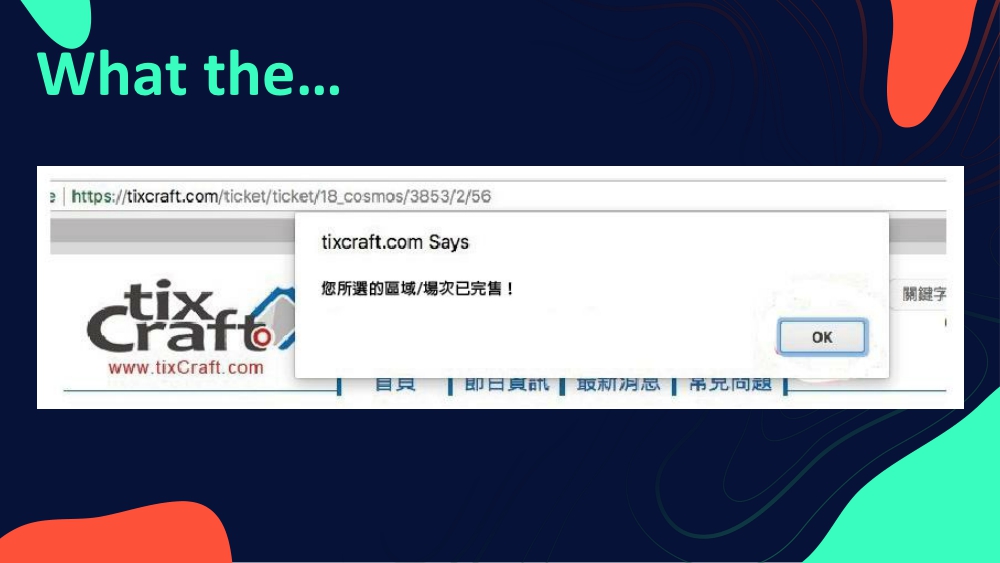 What the...
e | https://tixcraft.com/ticket/ticket/18_cosmos/3853/2/56
tixcraft.com Says
您所選的區域/場次已完售！
OK
tix
Craft
www.tixCraft.com
關鍵字
首頁 節目資訊 最新消息 常見問題